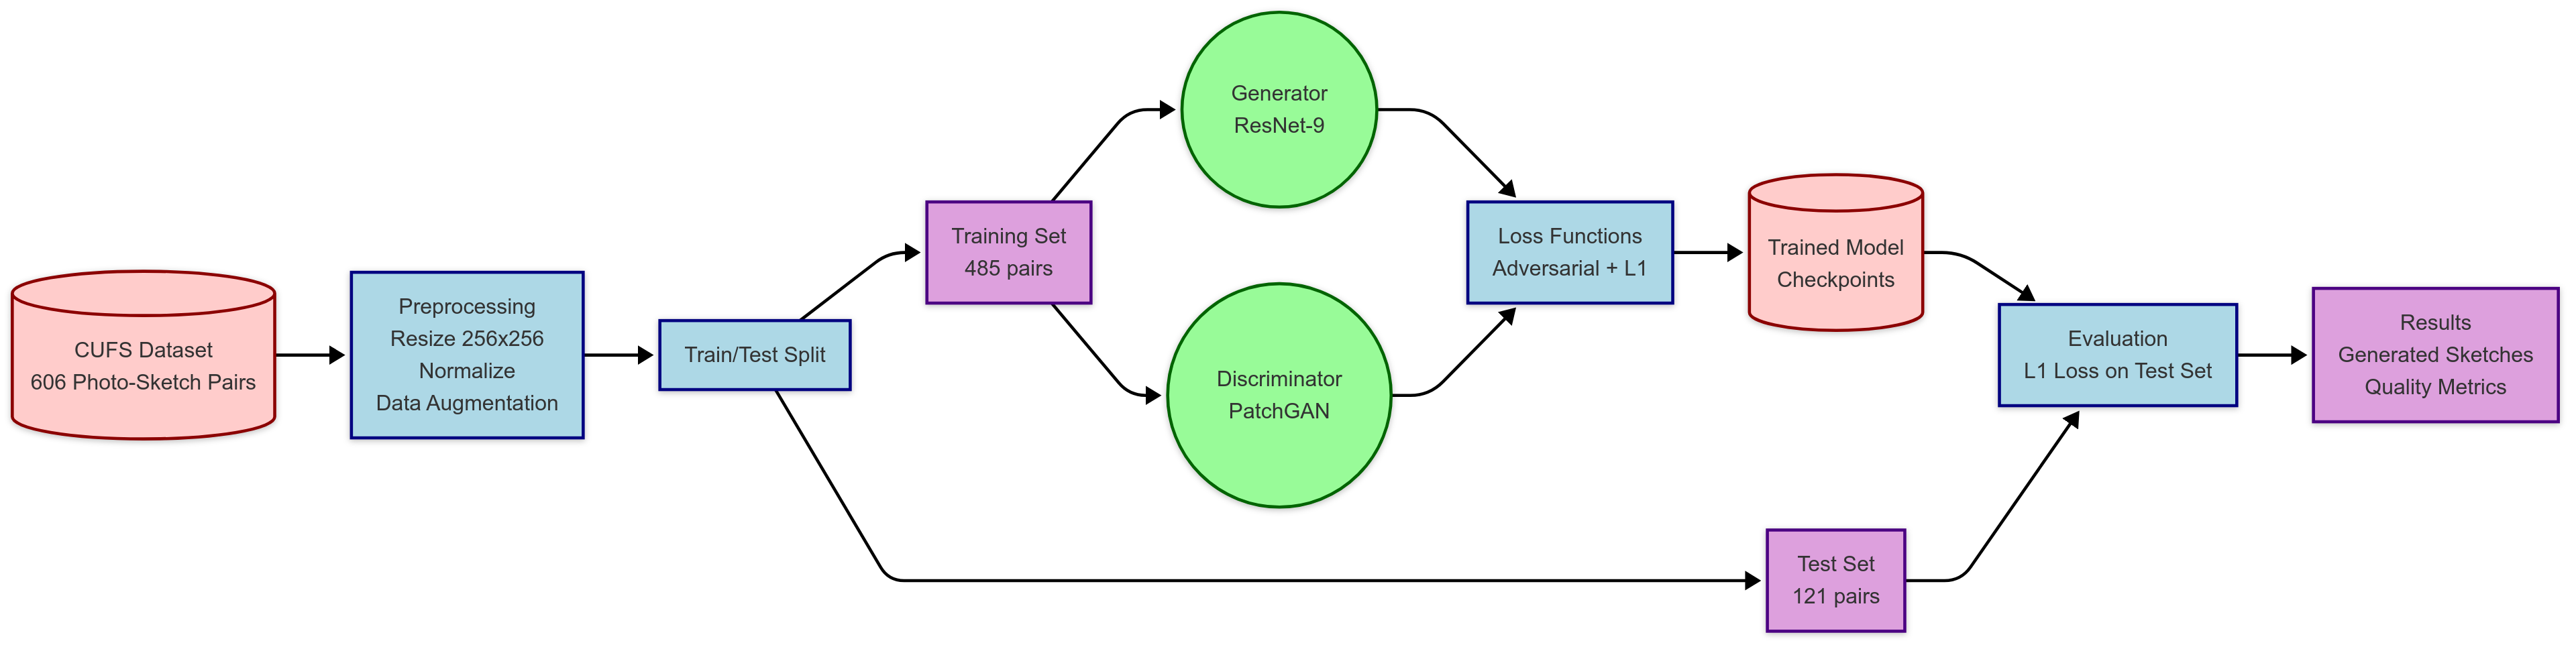 CUFS Dataset
606 Photo-Sketch Pairs
Preprocessing
Resize 256x256
Normalize
Data Augmentation
Train/Test Split
Training Set
485 pairs
Generator
ResNet-9
Discriminator
PatchGAN
Loss Functions
Adversarial + L1
Trained Model
Checkpoints
Test Set
121 pairs
Evaluation
L1 Loss on Test Set
Results
Generated Sketches
Quality Metrics